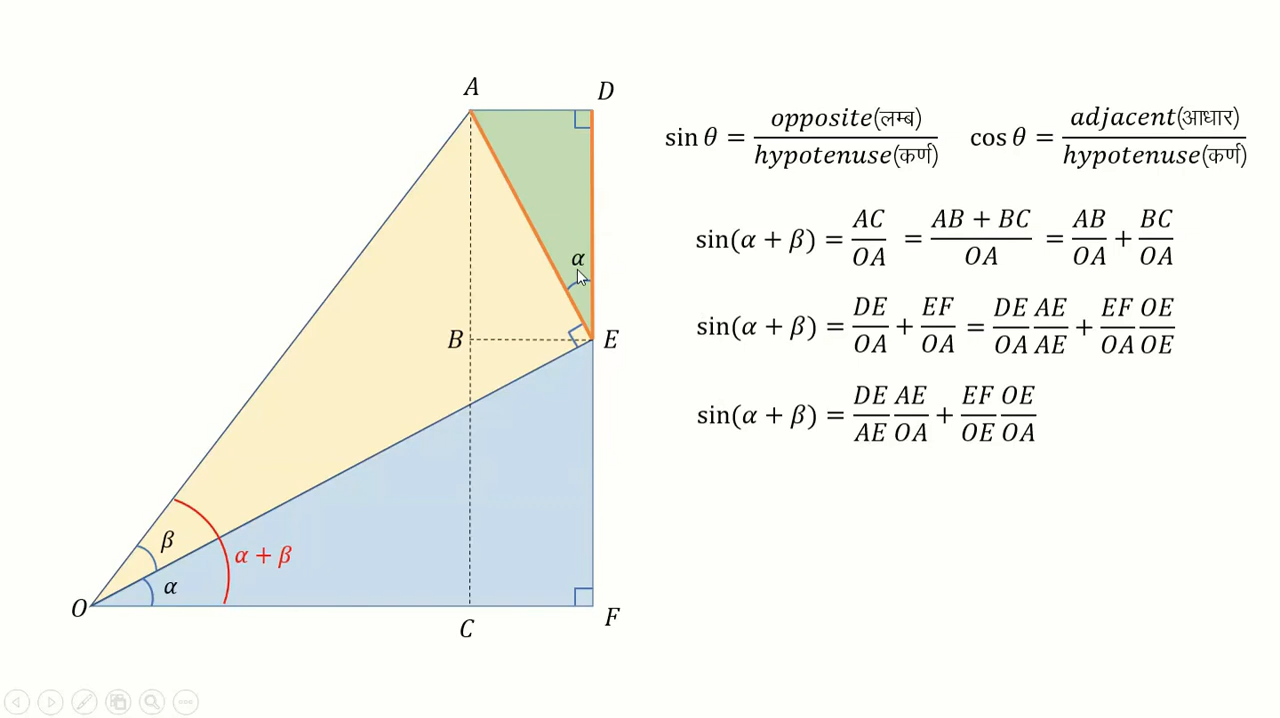 A
D
sin θ = opposite(लम्ब)/hypotenuse(कर्ण) cos θ = adjacent(आधार)/hypotenuse(कर्ण)
sin(α + β) = AC/OA = AB + BC/OA = AB/OA + BC/OA
α
sin(α + β) = DE/OA + EF/OA = DE/OA AE/AE + EF/OA OE/OE
B
E
sin(α + β) = DE/AE AE/OA + EF/OE OE/OA
β
α + β
α
O
F
C